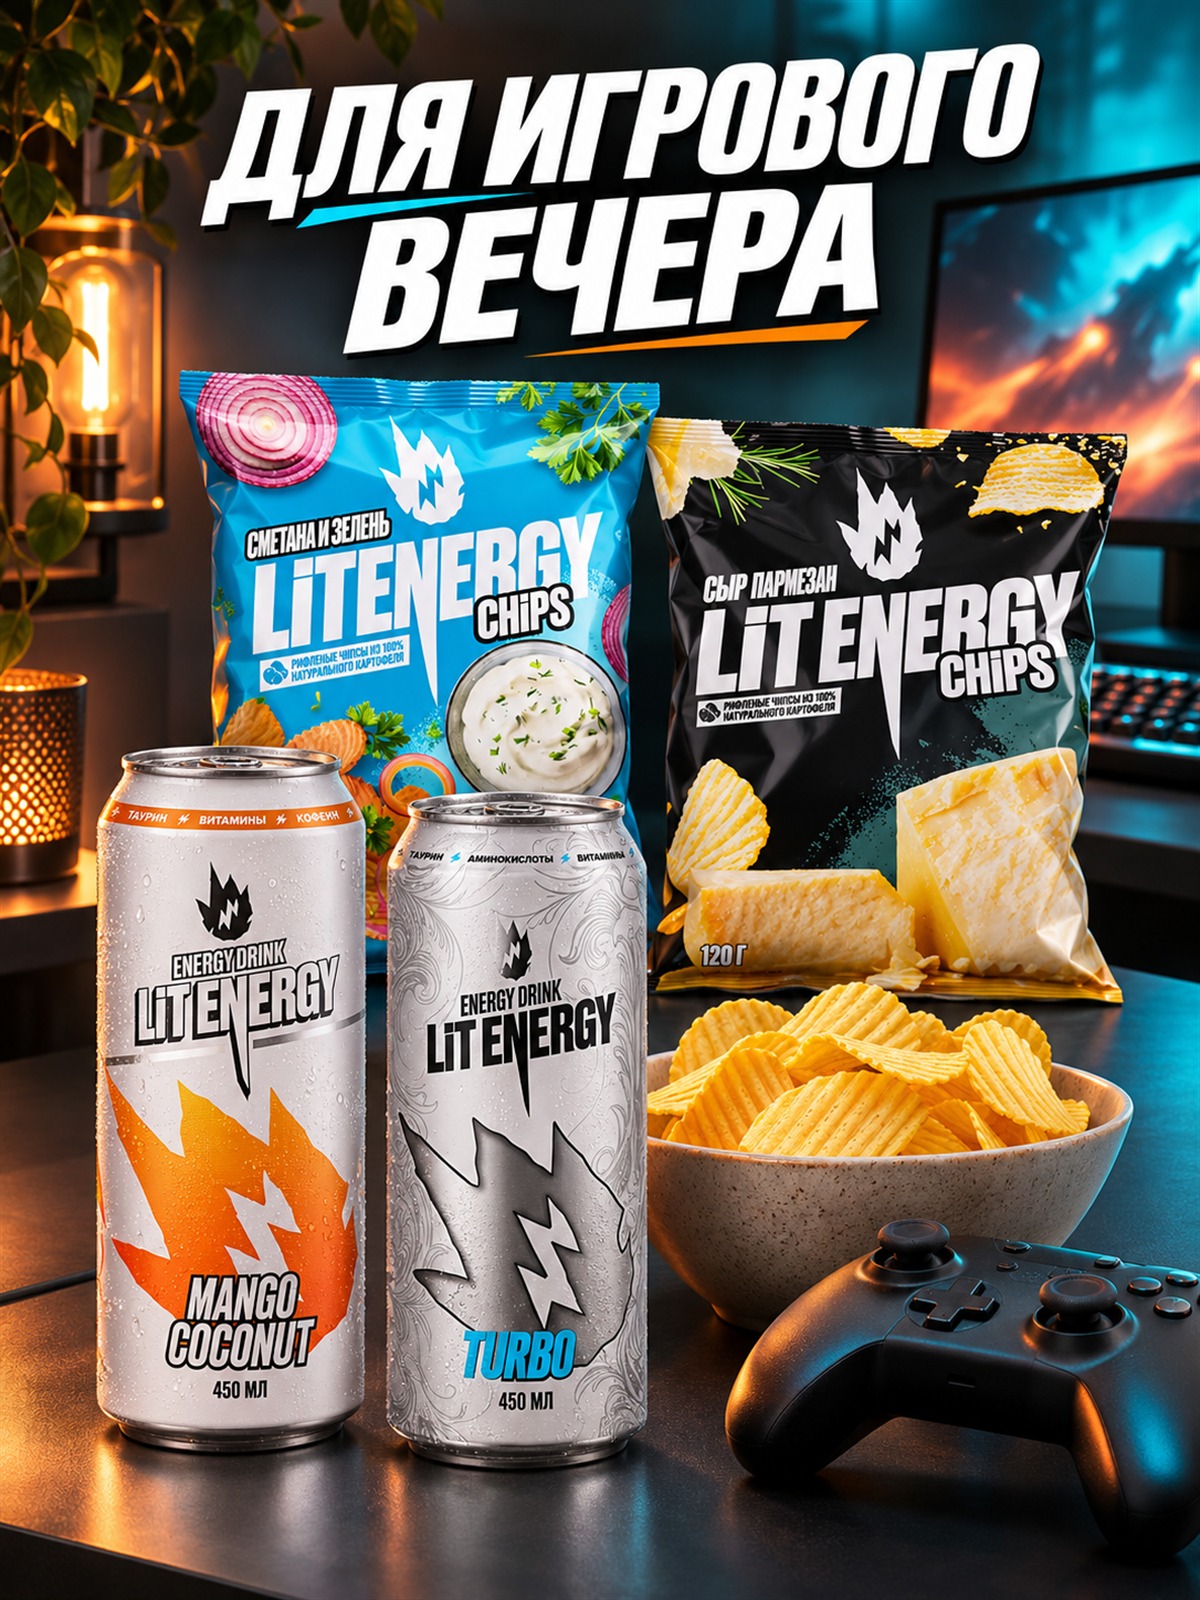 ДЛЯ ИГРОВОГО
ВЕЧЕРА
СМЕТАНА И ЗЕЛЕНЬ
LiTENERGY
CHiPS
РИФЛЕНЫЕ ЧИПСЫ ИЗ 100%
НАТУРАЛЬНОГО КАРТОФЕЛЯ
СЫР ПАРМЕЗАН
LiT ENERGY
CHiPS
РИФЛЕНЫЕ ЧИПСЫ ИЗ 100%
НАТУРАЛЬНОГО КАРТОФЕЛЯ
120 Г
ТАУРИН ВИТАМИНЫ КОФЕИН
ENERGY DRINK
LiT ENERGY
MANGO
COCONUT
450 МЛ
ТАУРИН АМИНОКИСЛОТЫ ВИТАМИНЫ
ENERGY DRINK
LiT ENERGY
TURBO
450 МЛ